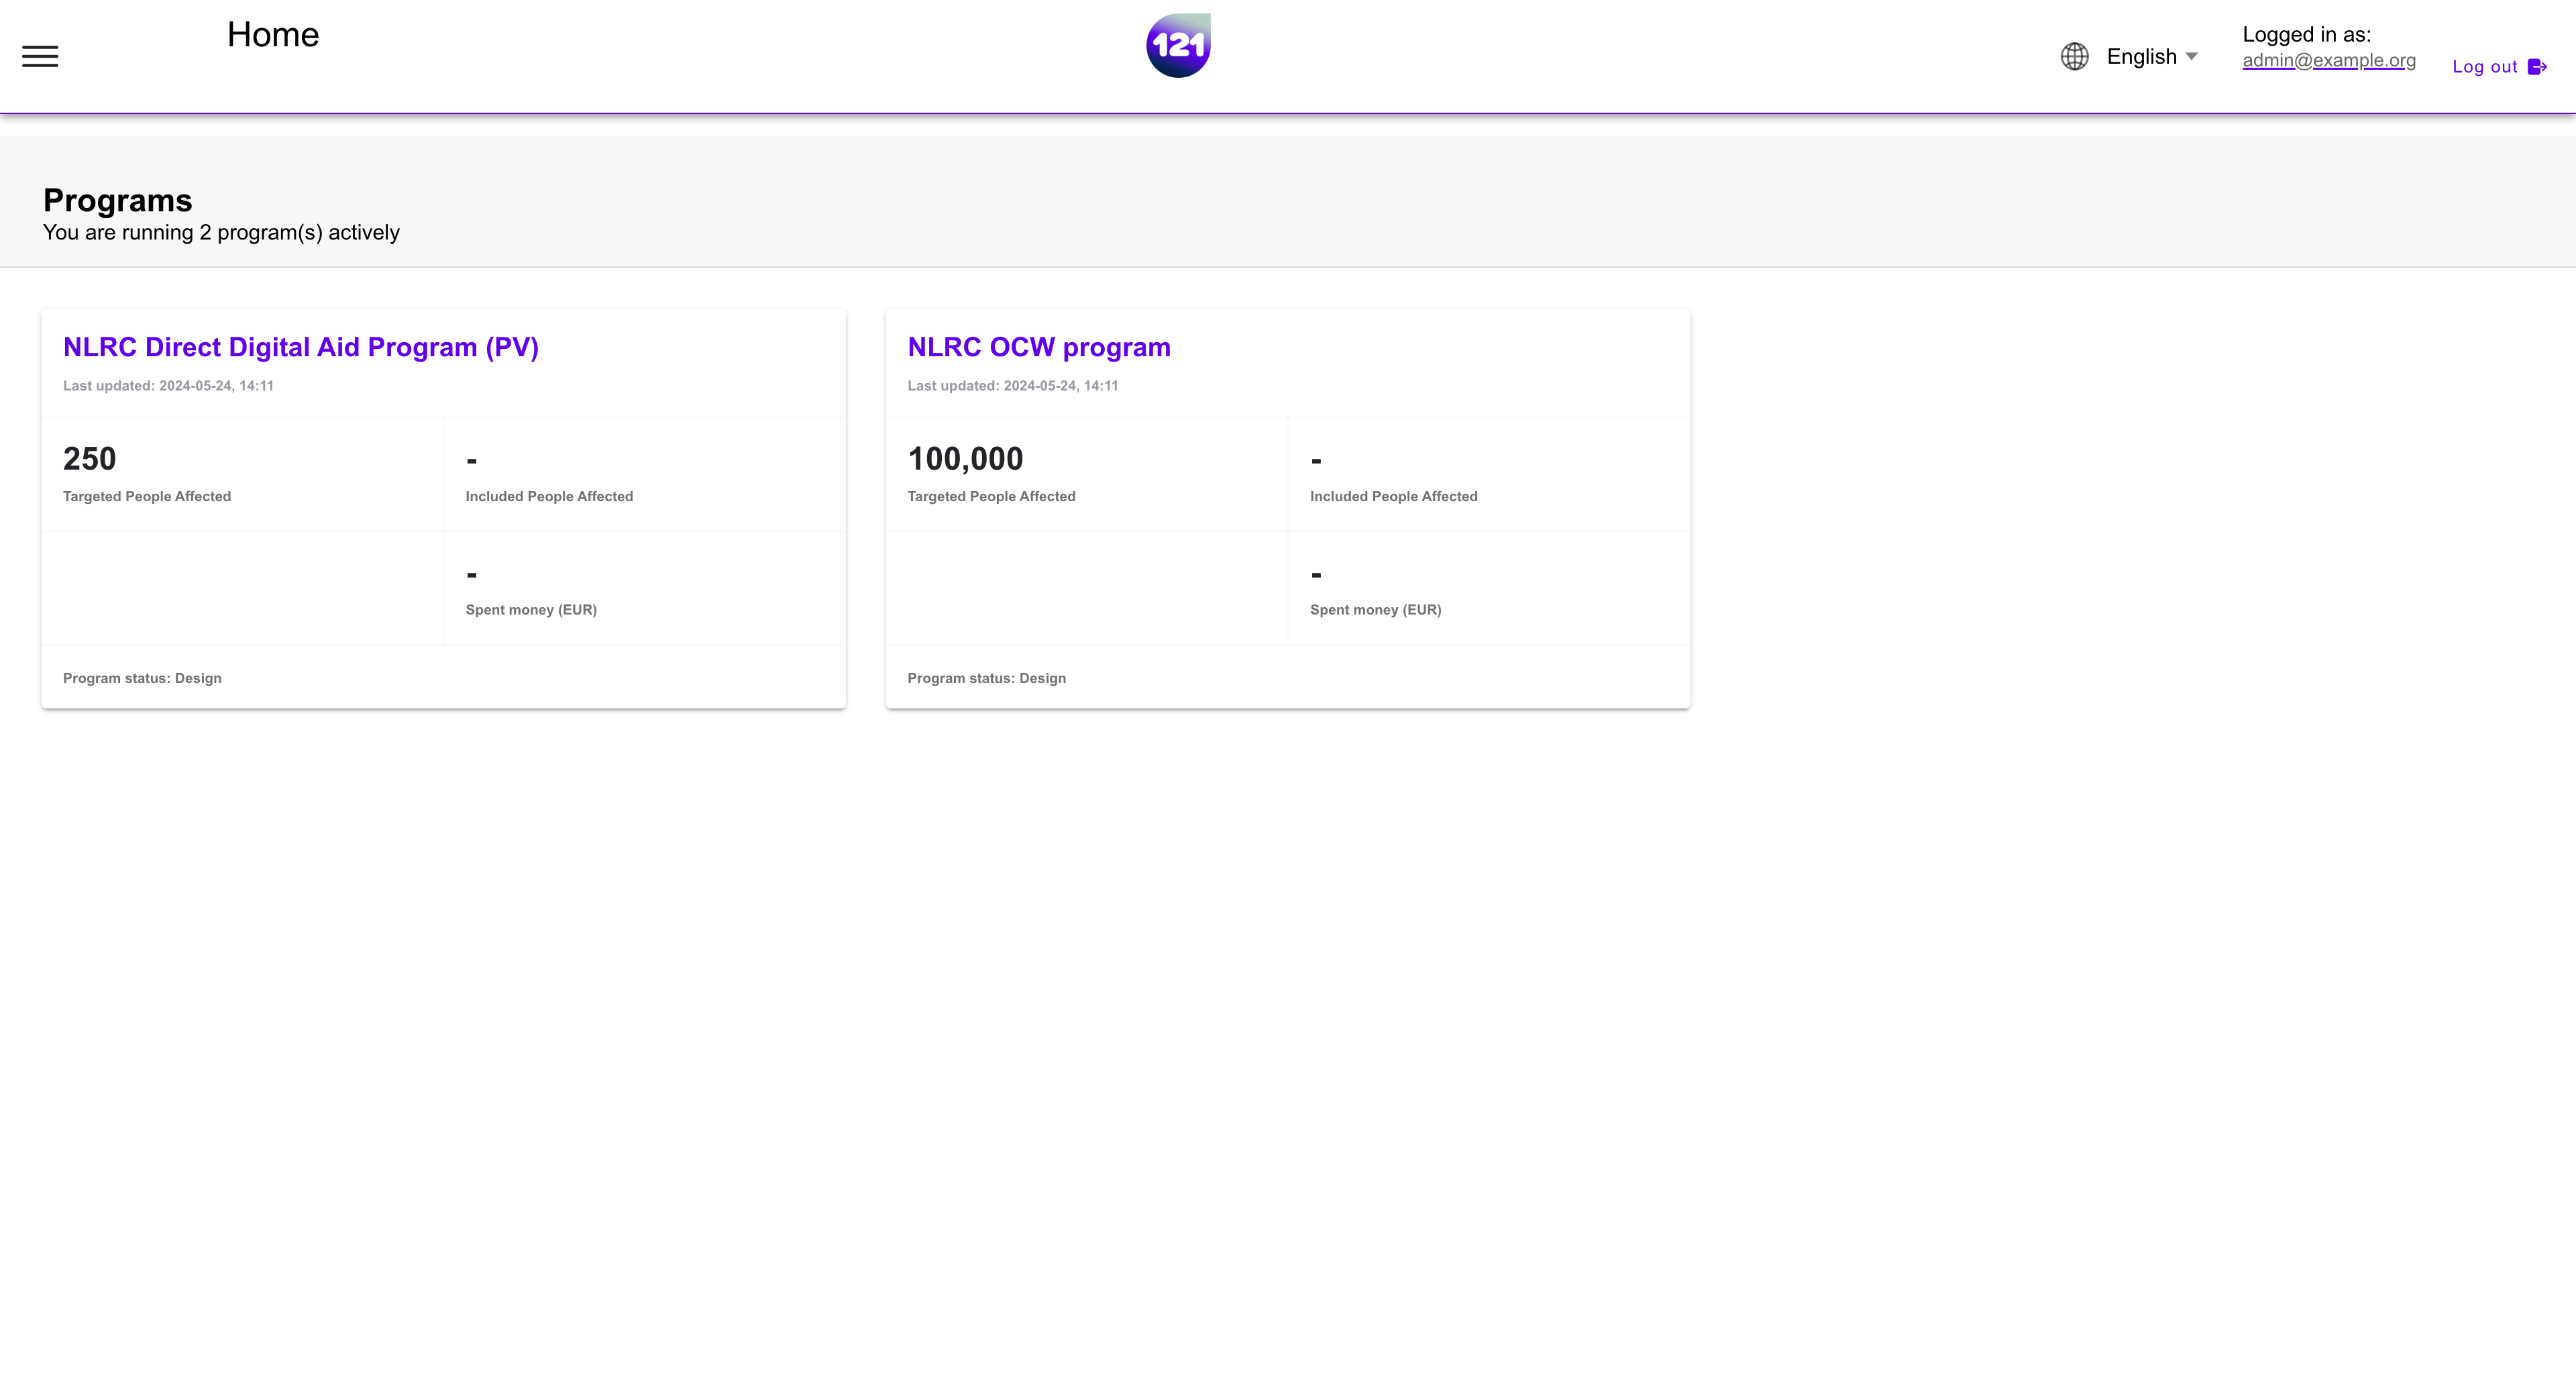 Home
121
English
Logged in as:
admin@example.org
Log out
Programs
You are running 2 program(s) actively
NLRC Direct Digital Aid Program (PV)
Last updated: 2024-05-24, 14:11
250
Targeted People Affected
-
Included People Affected
-
Spent money (EUR)
Program status: Design
NLRC OCW program
Last updated: 2024-05-24, 14:11
100,000
Targeted People Affected
-
Included People Affected
-
Spent money (EUR)
Program status: Design